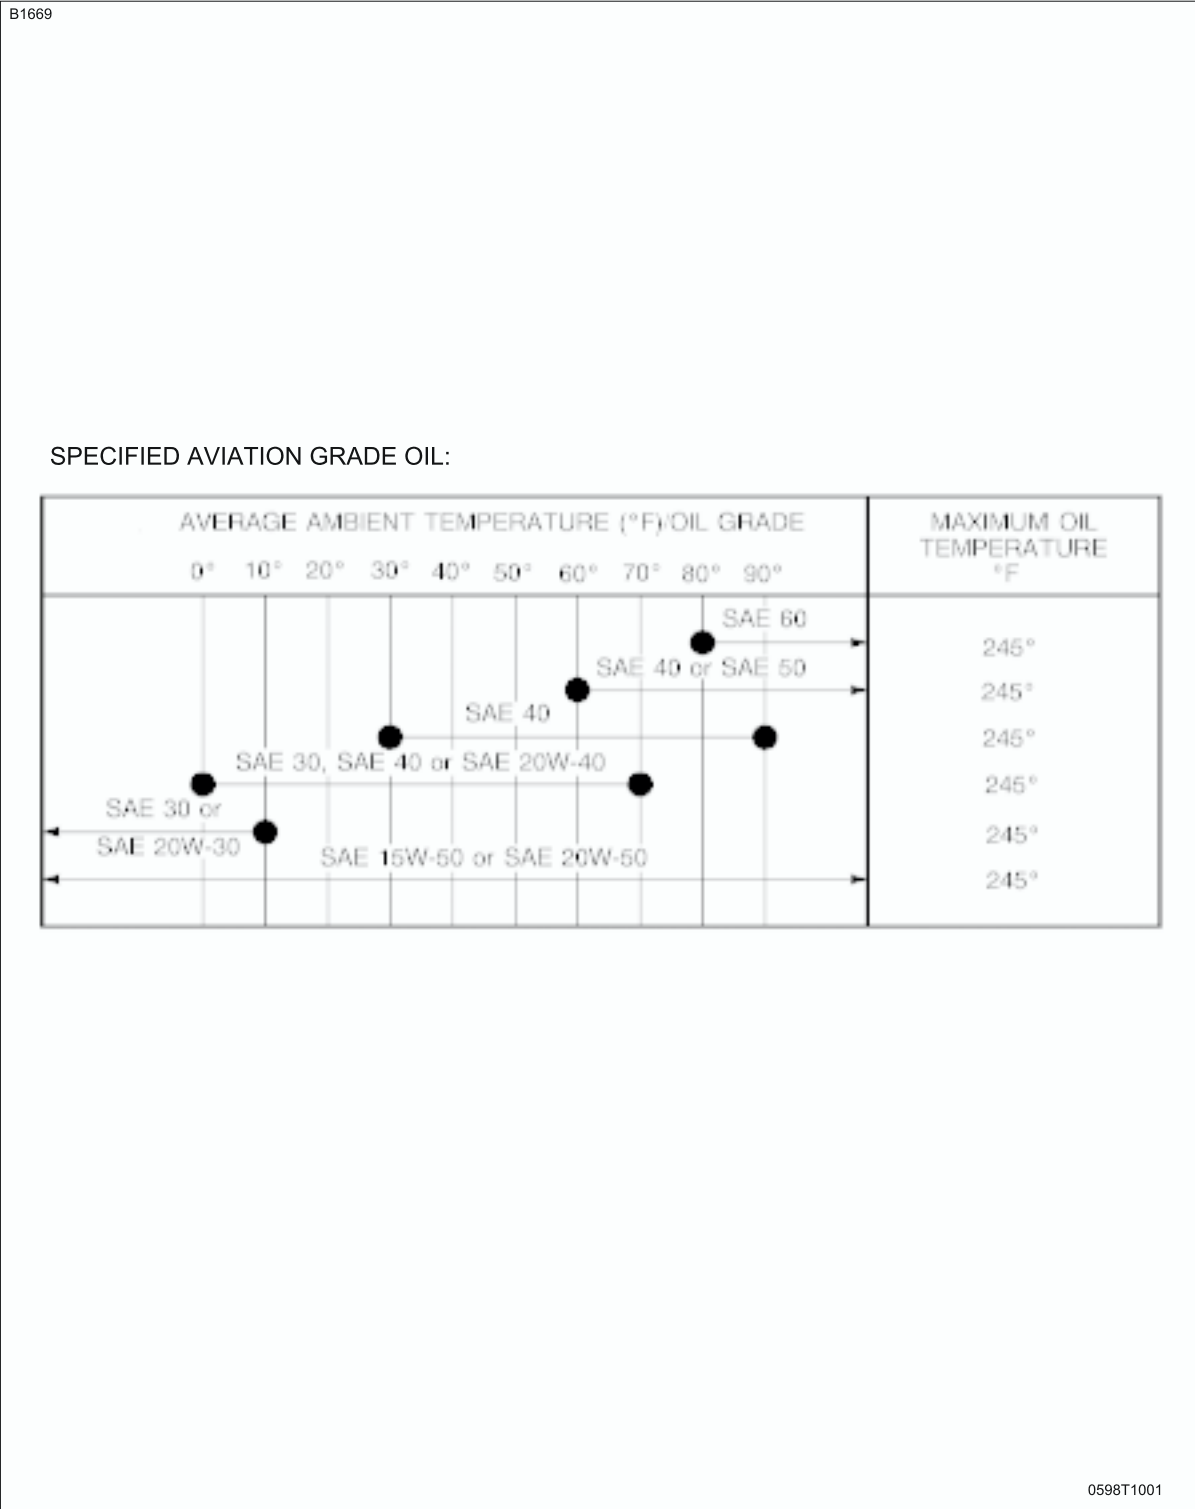 B1669
SPECIFIED AVIATION GRADE OIL:
AVERAGE AMBIENT TEMPERATURE (°F)/OIL GRADE
0° 10° 20° 30° 40° 50° 60° 70° 80° 90°
MAXIMUM OIL
TEMPERATURE
°F
SAE 60
245°
SAE 40 or SAE 50
245°
SAE 40
245°
SAE 30, SAE 40 or SAE 20W-40
245°
SAE 30 or
SAE 20W-30
245°
SAE 15W-50 or SAE 20W-50
245°
0598T1001